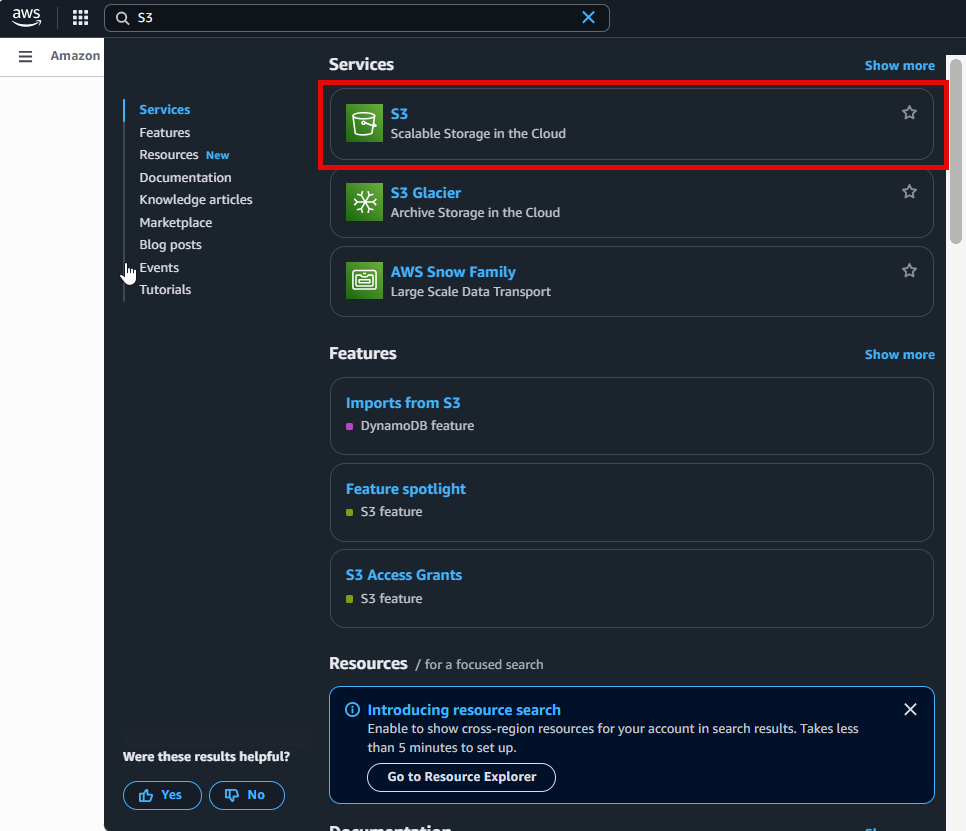 aws
S3
Amazon
Services
Features
Resources New
Documentation
Knowledge articles
Marketplace
Blog posts
Events
Tutorials
Were these results helpful?
Yes
No
Services
Show more
S3
Scalable Storage in the Cloud
S3 Glacier
Archive Storage in the Cloud
AWS Snow Family
Large Scale Data Transport
Features
Show more
Imports from S3
DynamoDB feature
Feature spotlight
S3 feature
S3 Access Grants
S3 feature
Resources / for a focused search
Introducing resource search
Enable to show cross-region resources for your account in search results. Takes less
than 5 minutes to set up.
Go to Resource Explorer
Documentation